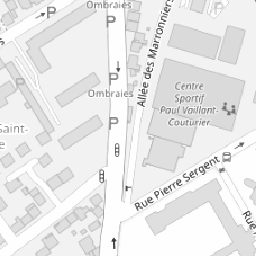 Ombraies
P
P
Allée des Marronniers
P
Ombraies
P
Centre
Sportif
Paul Vaillant-
Couturier
Saint-
Rue Pierre Sergent